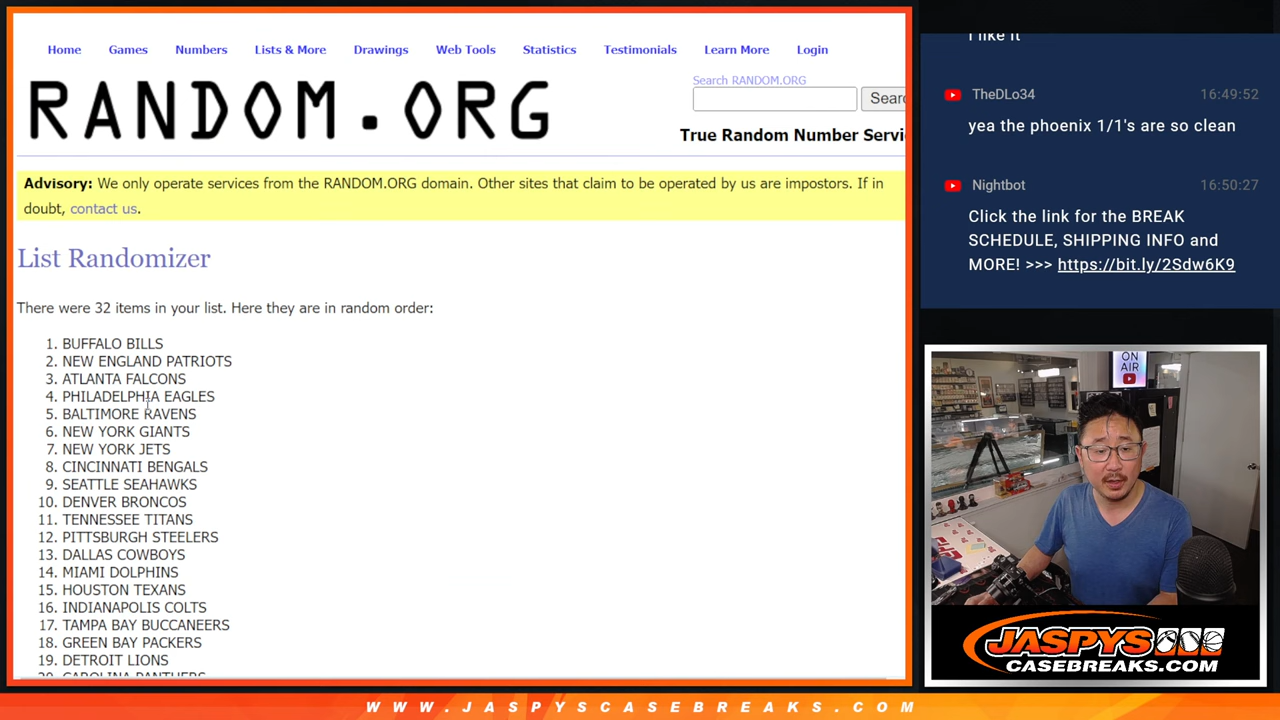 Home Games Numbers Lists & More Drawings Web Tools Statistics Testimonials Learn More Login
RANDOM.ORG
Search RANDOM.ORG
Searc
True Random Number Servi
Advisory: We only operate services from the RANDOM.ORG domain. Other sites that claim to be operated by us are impostors. If in
doubt, contact us.
List Randomizer
There were 32 items in your list. Here they are in random order:
1. BUFFALO BILLS
2. NEW ENGLAND PATRIOTS
3. ATLANTA FALCONS
4. PHILADELPHIA EAGLES
5. BALTIMORE RAVENS
6. NEW YORK GIANTS
7. NEW YORK JETS
8. CINCINNATI BENGALS
9. SEATTLE SEAHAWKS
10. DENVER BRONCOS
11. TENNESSEE TITANS
12. PITTSBURGH STEELERS
13. DALLAS COWBOYS
14. MIAMI DOLPHINS
15. HOUSTON TEXANS
16. INDIANAPOLIS COLTS
17. TAMPA BAY BUCCANEERS
18. GREEN BAY PACKERS
19. DETROIT LIONS
20. CAROLINA PANTHERS
I like it
TheDLo34 16:49:52
yea the phoenix 1/1's are so clean
Nightbot 16:50:27
Click the link for the BREAK
SCHEDULE, SHIPPING INFO and
MORE! >>> https://bit.ly/2Sdw6K9
ON
AIR
JASPYS
CASEBREAKS.COM
WWW.JASPYSCASEBREAKS.COM